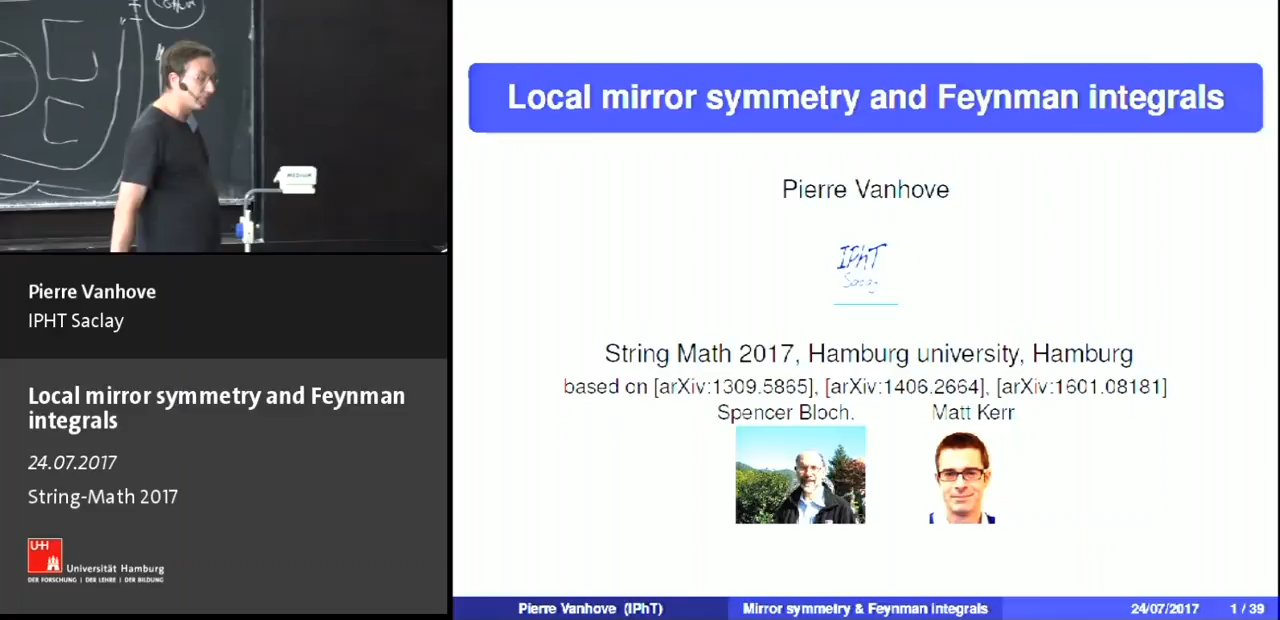 MEDIUM
Pierre Vanhove
IPHT Saclay
Local mirror symmetry and Feynman
integrals
24.07.2017
String-Math 2017
UHH
Universität Hamburg
DER FORSCHUNG | DER LEHRE | DER BILDUNG
Local mirror symmetry and Feynman integrals
Pierre Vanhove
IPhT
Saclay
String Math 2017, Hamburg university, Hamburg
based on [arXiv:1309.5865], [arXiv:1406.2664], [arXiv:1601.08181]
Spencer Bloch. Matt Kerr
Pierre Vanhove (IPhT) Mirror symmetry & Feynman integrals 24/07/2017 1 / 39